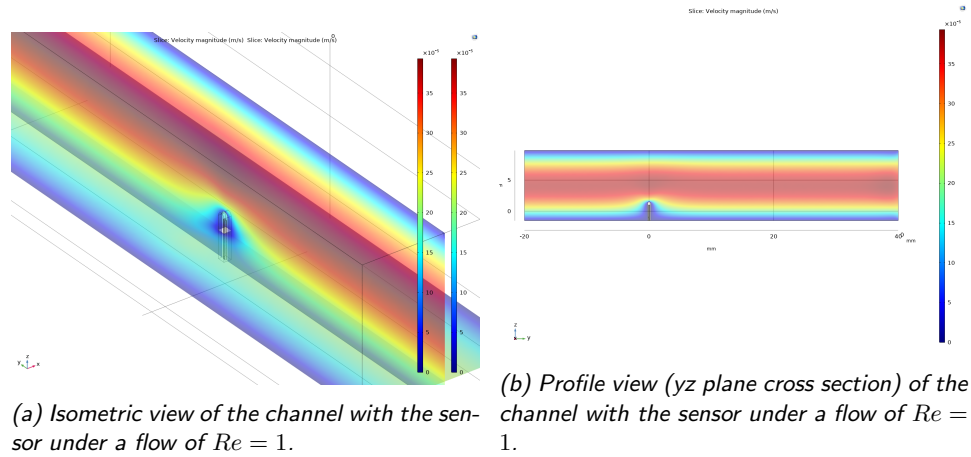 Slice: Velocity magnitude (m/s) Slice: Velocity magnitude (m/s)
0
×10⁻⁵ ×10⁻⁵
35 35
30 30
25 25
20 20
15 15
10 10
5 5
0 0
z
y x
(a) Isometric view of the channel with the sen-
sor under a flow of Re = 1.
Slice: Velocity magnitude (m/s)
×10⁻⁵
35
30
25
20
15
10
5
0
5
0
-20 0 20 40
mm mm
z
x y
(b) Profile view (yz plane cross section) of the
channel with the sensor under a flow of Re =
1.